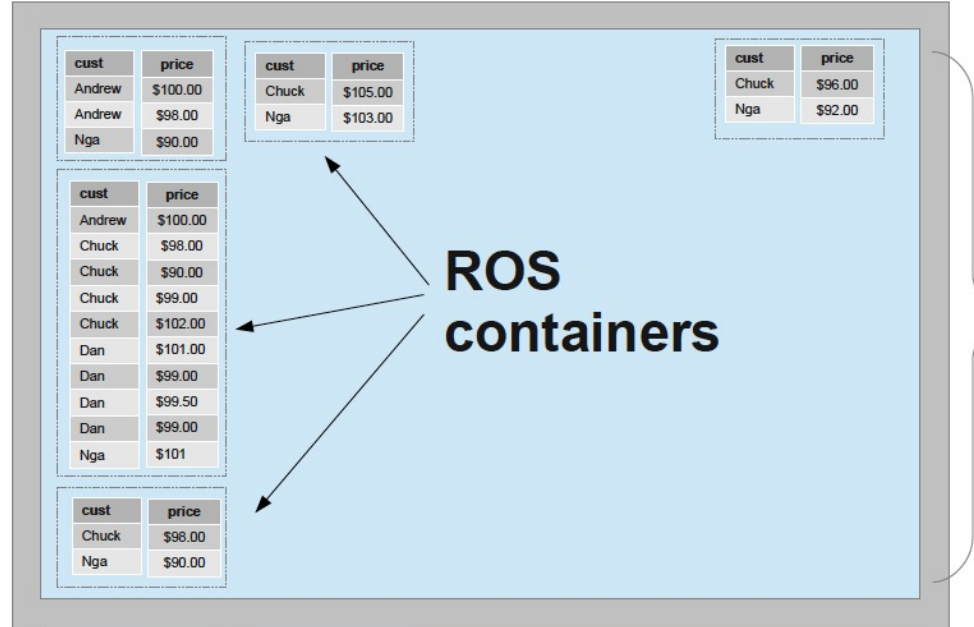 cust price
Andrew $100.00
Andrew $98.00
Nga $90.00
cust price
Chuck $105.00
Nga $103.00
cust price
Chuck $96.00
Nga $92.00
cust price
Andrew $100.00
Chuck $98.00
Chuck $90.00
Chuck $99.00
Chuck $102.00
Dan $101.00
Dan $99.00
Dan $99.50
Dan $99.00
Nga $101
cust price
Chuck $98.00
Nga $90.00
ROS
containers